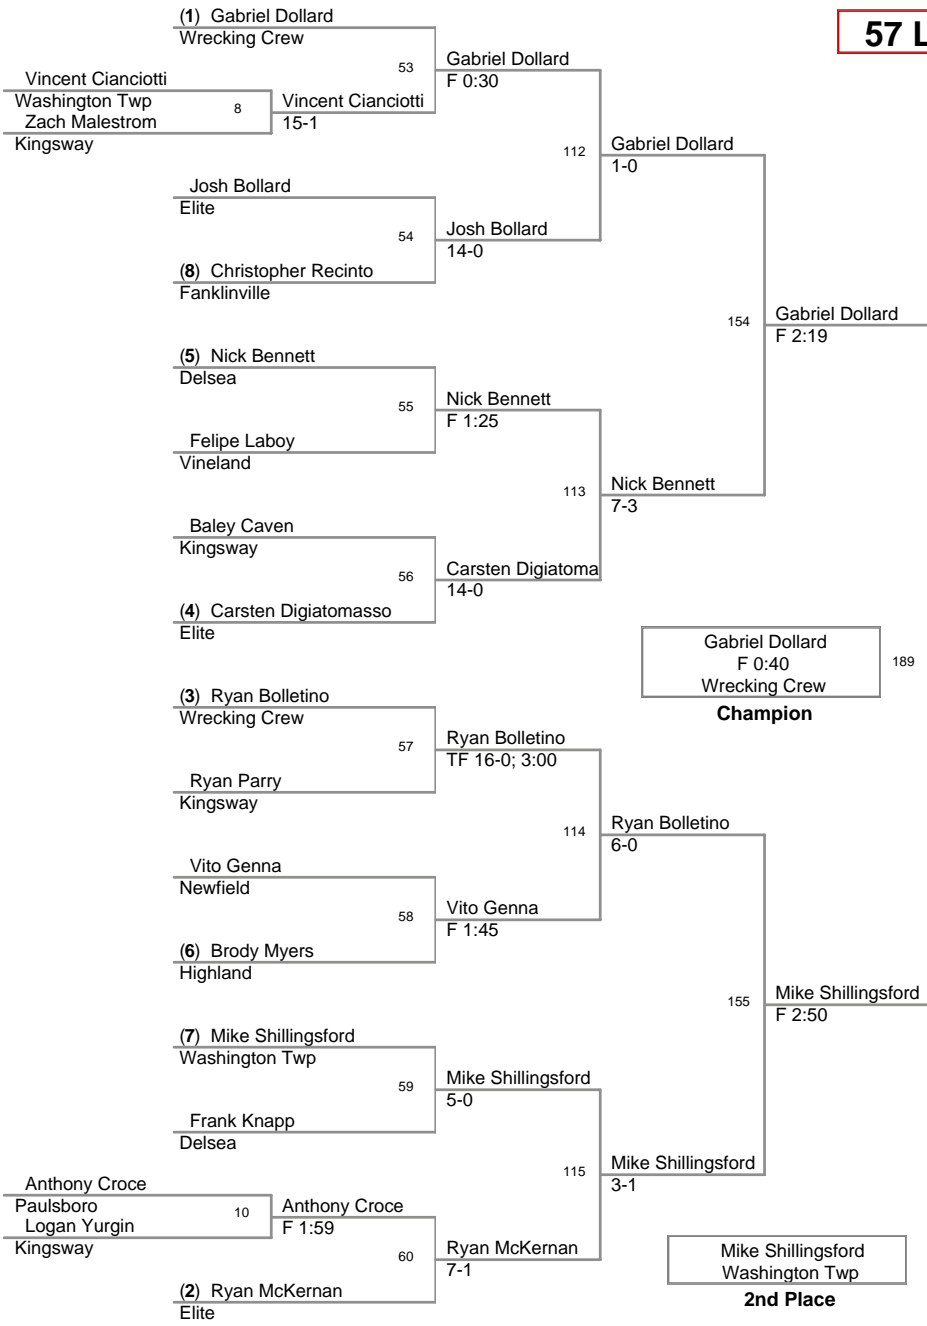 (1) Gabriel Dollard
57 L
Wrecking Crew
53
Gabriel Dollard
F 0:30
Vincent Cianciotti
Washington Twp
8
Vincent Cianciotti
15-1
Zach Malestrom
Kingsway
112
Gabriel Dollard
1-0
Josh Bollard
Elite
54
Josh Bollard
14-0
(8) Christopher Recinto
Fanklinville
154
Gabriel Dollard
F 2:19
(5) Nick Bennett
Delsea
55
Nick Bennett
F 1:25
Felipe Laboy
Vineland
113
Nick Bennett
7-3
Baley Caven
Kingsway
56
Carsten Digiatoma
14-0
(4) Carsten Digiatomasso
Elite
Gabriel Dollard
F 0:40
Wrecking Crew
189
Champion
(3) Ryan Bolletino
Wrecking Crew
57
Ryan Bolletino
TF 16-0; 3:00
Ryan Parry
Kingsway
114
Ryan Bolletino
6-0
Vito Genna
Newfield
58
Vito Genna
F 1:45
(6) Brody Myers
Highland
155
Mike Shillingsford
F 2:50
(7) Mike Shillingsford
Washington Twp
59
Mike Shillingsford
5-0
Frank Knapp
Delsea
115
Mike Shillingsford
3-1
Anthony Croce
Paulsboro
10
Anthony Croce
F 1:59
Logan Yurgin
Kingsway
60
Ryan McKernan
7-1
(2) Ryan McKernan
Elite
Mike Shillingsford
Washington Twp
2nd Place